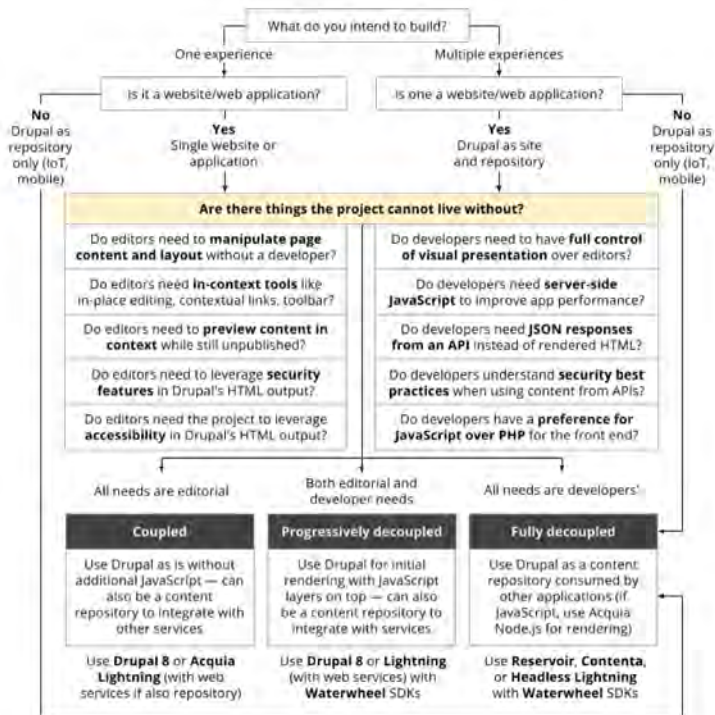 What do you intend to build?
One experience
Multiple experiences
Is it a website/web application?
Is one a website/web application?
No
Drupal as
repository
only (IoT,
mobile)
Yes
Single website or
application
Yes
Drupal as site
and repository
No
Drupal as
repository
only (IoT,
mobile)
Are there things the project cannot live without?
Do editors need to manipulate page
content and layout without a developer?
Do editors need in-context tools like
in-place editing, contextual links, toolbar?
Do editors need to preview content in
context while still unpublished?
Do editors need to leverage security
features in Drupal's HTML output?
Do editors need the project to leverage
accessibility in Drupal's HTML output?
Do developers need to have full control
of visual presentation over editors?
Do developers need server-side
JavaScript to improve app performance?
Do developers need JSON responses
from an API instead of rendered HTML?
Do developers understand security best
practices when using content from APIs?
Do developers have a preference for
JavaScript over PHP for the front end?
All needs are editorial
Both editorial and
developer needs
All needs are developers'
Coupled
Use Drupal as is without
additional JavaScript — can
also be a content
repository to integrate with
other services
Use Drupal 8 or Acquia
Lightning (with web
services if also repository)
Progressively decoupled
Use Drupal for initial
rendering with JavaScript
layers on top — can also
be a content repository to
integrate with services
Use Drupal 8 or Lightning
(with web services) with
Waterwheel SDKs
Fully decoupled
Use Drupal as a content
repository consumed by
other applications (if
JavaScript, use Acquia
Node.js for rendering)
Use Reservoir, Contenta,
or Headless Lightning
with Waterwheel SDKs